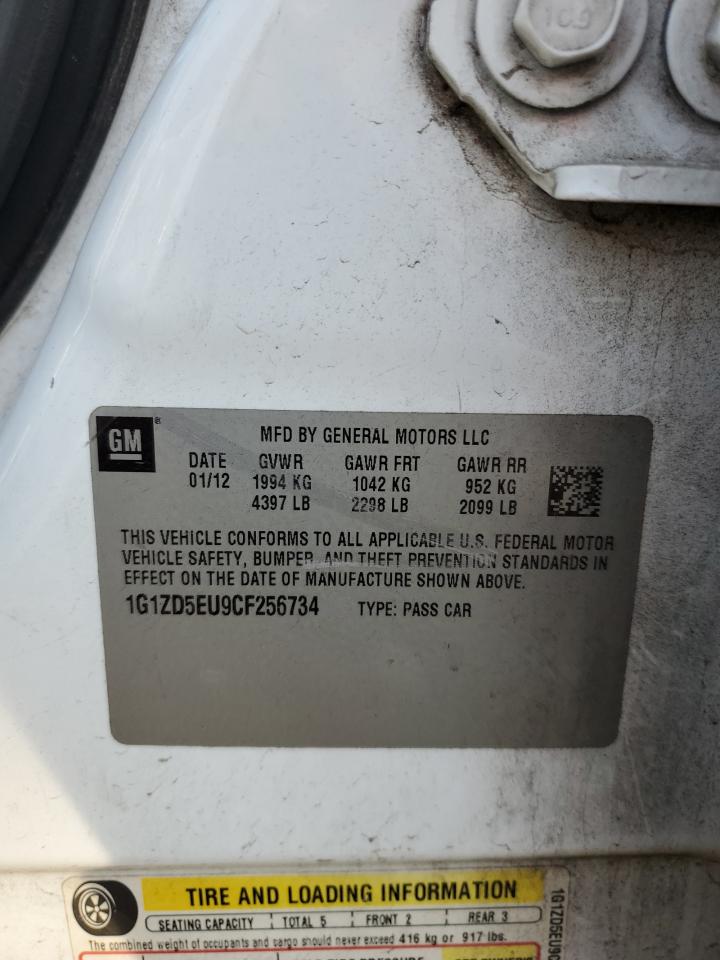 10.9
GM
MFD BY GENERAL MOTORS LLC
DATE GVWR GAWR FRT GAWR RR
01/12 1994 KG 1042 KG 952 KG
4397 LB 2298 LB 2099 LB
THIS VEHICLE CONFORMS TO ALL APPLICABLE U.S. FEDERAL MOTOR
VEHICLE SAFETY, BUMPER, AND THEFT PREVENTION STANDARDS IN
EFFECT ON THE DATE OF MANUFACTURE SHOWN ABOVE.
1G1ZD5EU9CF256734 TYPE: PASS CAR
TIRE AND LOADING INFORMATION
SEATING CAPACITY TOTAL 5 FRONT 2 REAR 3
The combined weight of occupants and cargo should never exceed 416 kg or 917 lbs.
1G1ZD5EU9C